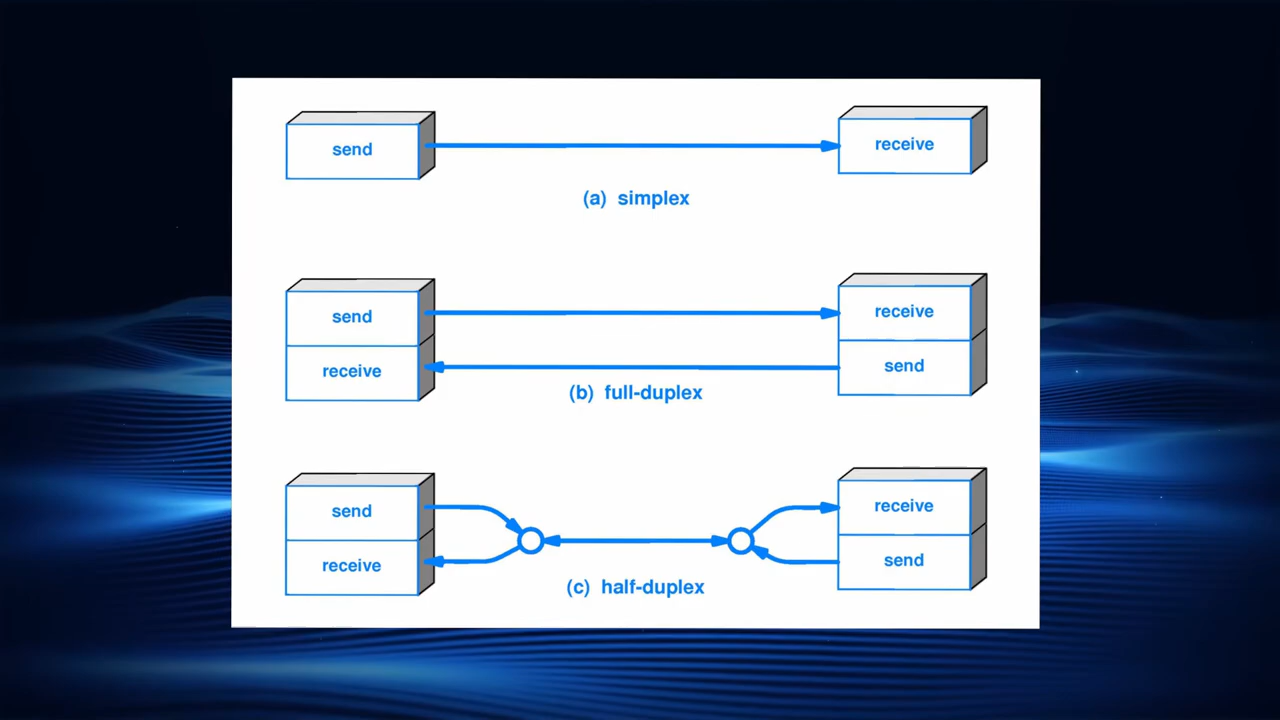 send
receive
(a) simplex
send
receive
receive
send
(b) full-duplex
send
receive
receive
send
(c) half-duplex